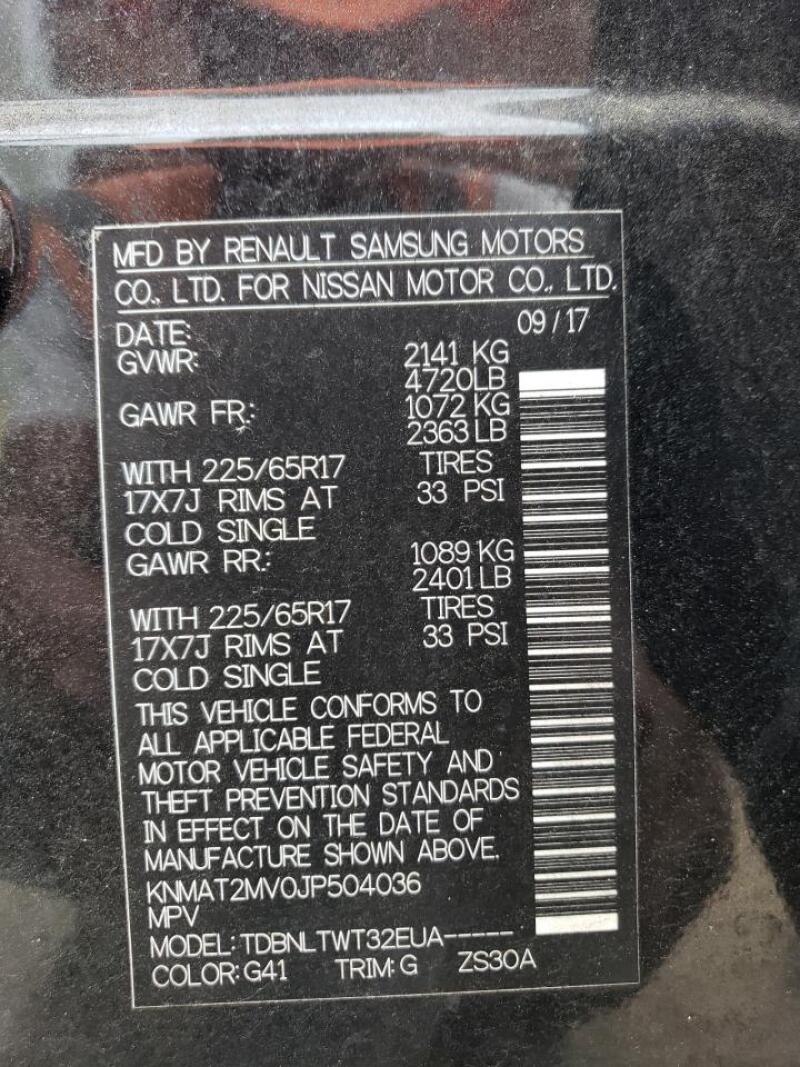 MFD BY RENAULT SAMSUNG MOTORS
CO., LTD. FOR NISSAN MOTOR CO., LTD.
DATE: 09/17
GVWR: 2141 KG
4720LB
GAWR FR: 1072 KG
2363 LB
WITH 225/65R17 TIRES
17X7J RIMS AT 33 PSI
COLD SINGLE
GAWR RR: 1089 KG
2401 LB
WITH 225/65R17 TIRES
17X7J RIMS AT 33 PSI
COLD SINGLE
THIS VEHICLE CONFORMS TO
ALL APPLICABLE FEDERAL
MOTOR VEHICLE SAFETY AND
THEFT PREVENTION STANDARDS
IN EFFECT ON THE DATE OF
MANUFACTURE SHOWN ABOVE.
KNMAT2MV0JP504036
MPV
MODEL: TDBNLTWT32EUA-----
COLOR: G41 TRIM: G ZS30A